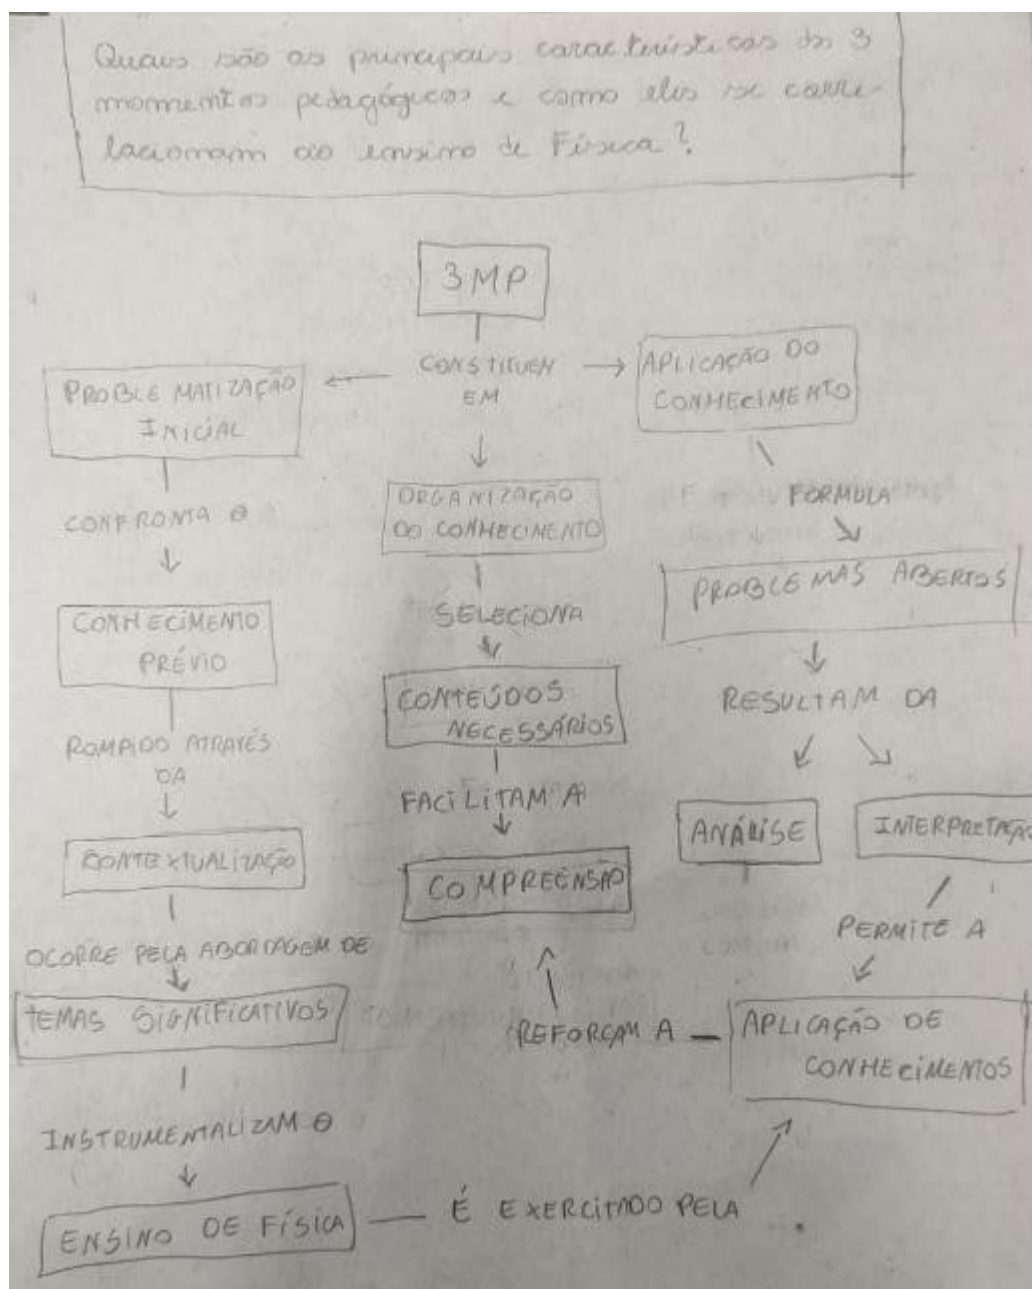 Quais são as principais características dos 3
momentos pedagógicos e como eles se corre-
lacionam ao ensino de Física?
3MP
CONSTITUEM
EM
PROBLEMATIZAÇÃO
INICIAL
APLICAÇÃO DO
CONHECIMENTO
CONFRONTA O
ORGANIZAÇÃO
DO CONHECIMENTO
FORMULA
CONHECIMENTO
PRÉVIO
SELECIONA
PROBLEMAS ABERTOS
ROMPIDO ATRAVÉS
DA
CONTEÚDOS
NECESSÁRIOS
RESULTAM DA
CONTEXTUALIZAÇÃO
FACILITAM A
ANÁLISE
INTERPRETAÇÃO
OCORRE PELA ABORDAGEM DE
COMPREENSÃO
PERMITE A
TEMAS SIGNIFICATIVOS
REFORÇAM A
APLICAÇÃO DE
CONHECIMENTOS
INSTRUMENTALIZAM O
ENSINO DE FÍSICA
É EXERCITADO PELA